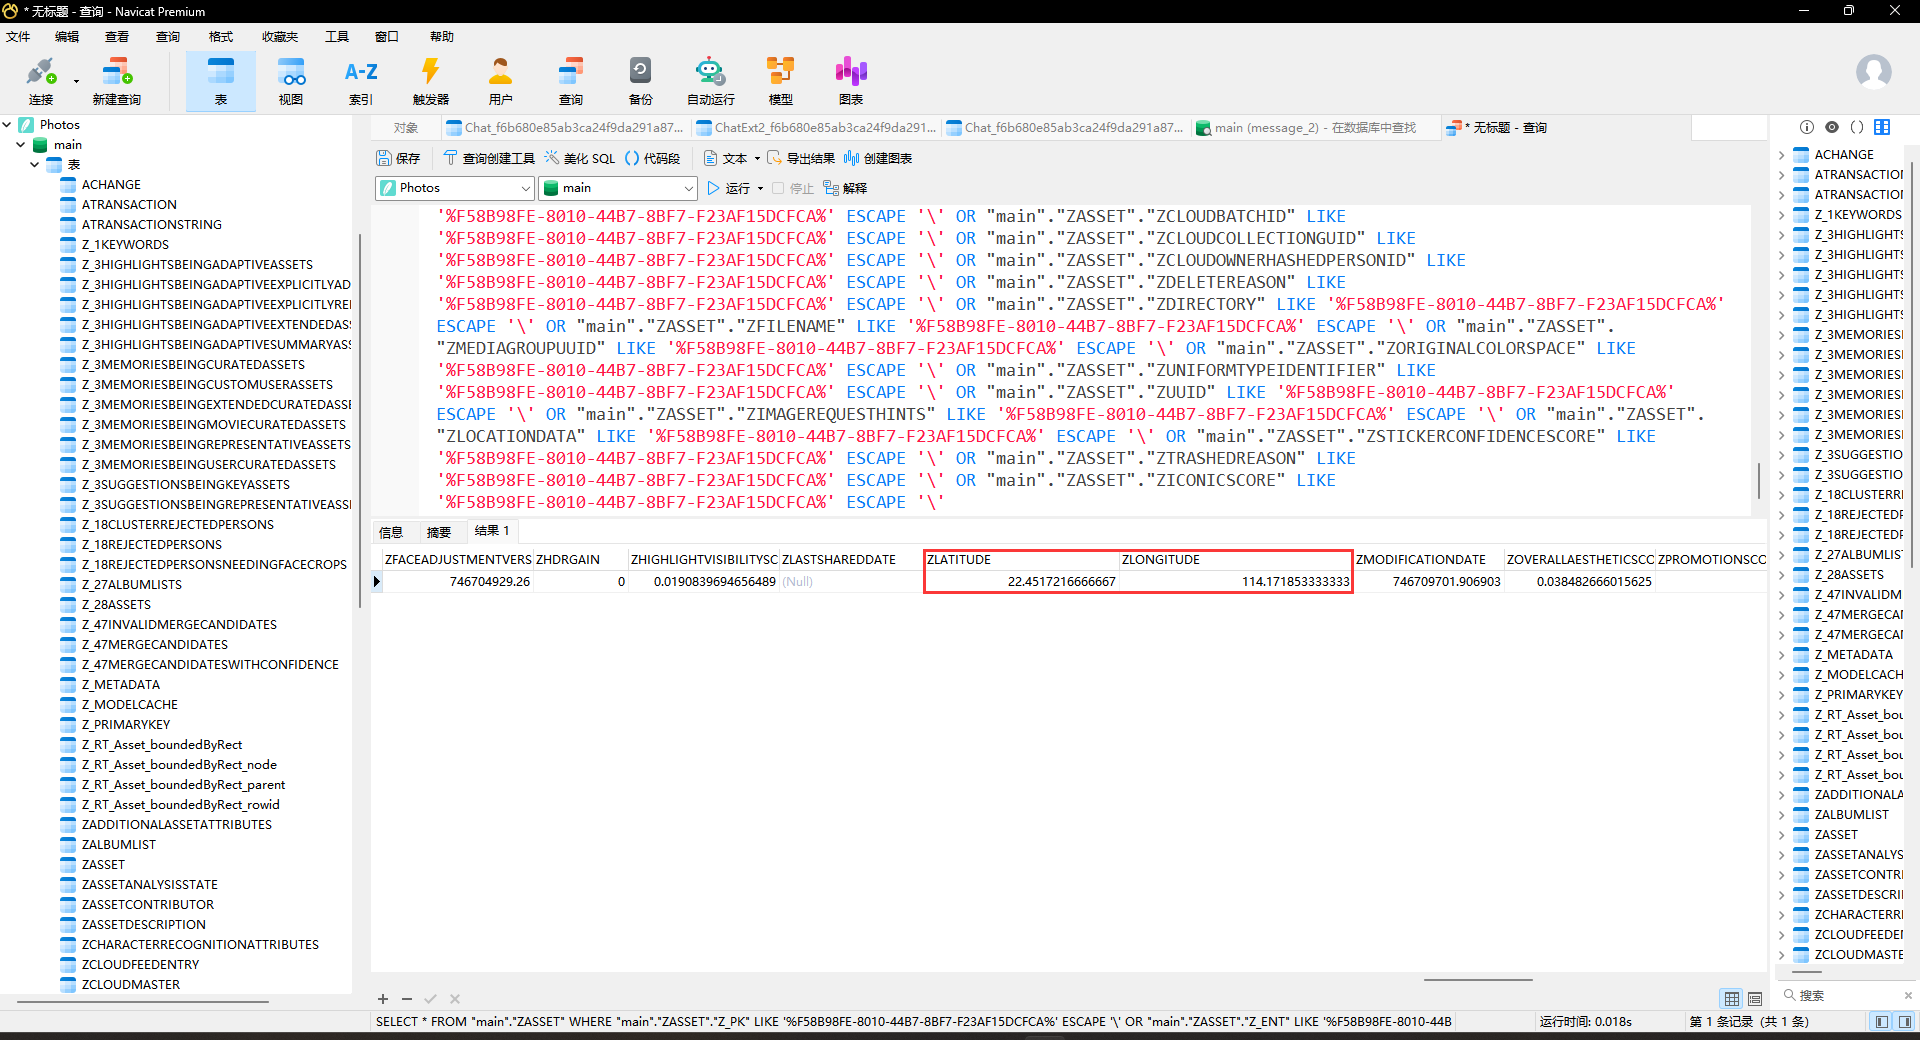 * 无标题 - 查询 - Navicat Premium
文件 编辑 查看 查询 格式 收藏夹 工具 窗口 帮助
连接 新建查询 表 视图 索引 触发器 用户 查询 备份 自动运行 模型 图表
A-Z
Photos
main
表
ACHANGE
ATRANSACTION
ATRANSACTIONSTRING
Z_1KEYWORDS
Z_3HIGHLIGHTSBEINGADAPTIVEASSETS
Z_3HIGHLIGHTSBEINGADAPTIVEEXPLICITLYAD
Z_3HIGHLIGHTSBEINGADAPTIVEEXPLICITLYREI
Z_3HIGHLIGHTSBEINGADAPTIVEEXTENDEDASS
Z_3HIGHLIGHTSBEINGADAPTIVESUMMARYASS
Z_3MEMORIESBEINGCURATEDASSETS
Z_3MEMORIESBEINGCUSTOMUSERASSETS
Z_3MEMORIESBEINGEXTENDEDCURATEDASSE
Z_3MEMORIESBEINGMOVIECURATEDASSETS
Z_3MEMORIESBEINGREPRESENTATIVEASSETS
Z_3MEMORIESBEINGUSERCURATEDASSETS
Z_3SUGGESTIONSBEINGKEYASSETS
Z_3SUGGESTIONSBEINGREPRESENTATIVEASSI
Z_18CLUSTERREJECTEDPERSONS
Z_18REJECTEDPERSONS
Z_18REJECTEDPERSONSNEEDINGFACECROPS
Z_27ALBUMLISTS
Z_28ASSETS
Z_47INVALIDMERGECANDIDATES
Z_47MERGECANDIDATES
Z_47MERGECANDIDATESWITHCONFIDENCE
Z_METADATA
Z_MODELCACHE
Z_PRIMARYKEY
Z_RT_Asset_boundedByRect
Z_RT_Asset_boundedByRect_node
Z_RT_Asset_boundedByRect_parent
Z_RT_Asset_boundedByRect_rowid
ZADDITIONALASSETATTRIBUTES
ZALBUMLIST
ZASSET
ZASSETANALYSISSTATE
ZASSETCONTRIBUTOR
ZASSETDESCRIPTION
ZCHARACTERRECOGNITIONATTRIBUTES
ZCLOUDFEEDENTRY
ZCLOUDMASTER
对象 Chat_f6b680e85ab3ca24f9da291a87... ChatExt2_f6b680e85ab3ca24f9da291... Chat_f6b680e85ab3ca24f9da291a87... main (message_2) - 在数据库中查找 * 无标题 - 查询
保存 查询创建工具 美化 SQL () 代码段 文本 导出结果 创建图表
Photos main 运行 停止 解释
'%F58B98FE-8010-44B7-8BF7-F23AF15DCFCA%' ESCAPE '\' OR "main"."ZASSET"."ZCLOUDBATCHID" LIKE
'%F58B98FE-8010-44B7-8BF7-F23AF15DCFCA%' ESCAPE '\' OR "main"."ZASSET"."ZCLOUDCOLLECTIONGUID" LIKE
'%F58B98FE-8010-44B7-8BF7-F23AF15DCFCA%' ESCAPE '\' OR "main"."ZASSET"."ZCLOUDOWNERHASHEDPERSONID" LIKE
'%F58B98FE-8010-44B7-8BF7-F23AF15DCFCA%' ESCAPE '\' OR "main"."ZASSET"."ZDELETEREASON" LIKE
'%F58B98FE-8010-44B7-8BF7-F23AF15DCFCA%' ESCAPE '\' OR "main"."ZASSET"."ZDIRECTORY" LIKE '%F58B98FE-8010-44B7-8BF7-F23AF15DCFCA%'
ESCAPE '\' OR "main"."ZASSET"."ZFILENAME" LIKE '%F58B98FE-8010-44B7-8BF7-F23AF15DCFCA%' ESCAPE '\' OR "main"."ZASSET".
"ZMEDIAGROUPUUID" LIKE '%F58B98FE-8010-44B7-8BF7-F23AF15DCFCA%' ESCAPE '\' OR "main"."ZASSET"."ZORIGINALCOLORSPACE" LIKE
'%F58B98FE-8010-44B7-8BF7-F23AF15DCFCA%' ESCAPE '\' OR "main"."ZASSET"."ZUNIFORMTYPEIDENTIFIER" LIKE
'%F58B98FE-8010-44B7-8BF7-F23AF15DCFCA%' ESCAPE '\' OR "main"."ZASSET"."ZUUID" LIKE '%F58B98FE-8010-44B7-8BF7-F23AF15DCFCA%'
ESCAPE '\' OR "main"."ZASSET"."ZIMAGEREQUESTHINTS" LIKE '%F58B98FE-8010-44B7-8BF7-F23AF15DCFCA%' ESCAPE '\' OR "main"."ZASSET".
"ZLOCATIONDATA" LIKE '%F58B98FE-8010-44B7-8BF7-F23AF15DCFCA%' ESCAPE '\' OR "main"."ZASSET"."ZSTICKERCONFIDENCESCORE" LIKE
'%F58B98FE-8010-44B7-8BF7-F23AF15DCFCA%' ESCAPE '\' OR "main"."ZASSET"."ZTRASHEDREASON" LIKE
'%F58B98FE-8010-44B7-8BF7-F23AF15DCFCA%' ESCAPE '\' OR "main"."ZASSET"."ZICONICSCORE" LIKE
'%F58B98FE-8010-44B7-8BF7-F23AF15DCFCA%' ESCAPE '\'
信息 摘要 结果 1
ZFACEADJUSTMENTVERS ZHDRGAIN ZHIGHLIGHTVISIBILITYSC ZLASTSHAREDDATE ZLATITUDE ZLONGITUDE ZMODIFICATIONDATE ZOVERALLAESTHETICSCC ZPROMOTIONSCO
746704929.26 0 0.0190839694656489 (Null) 22.4517216666667 114.171853333333 746709701.906903 0.038482666015625
SELECT * FROM "main"."ZASSET" WHERE "main"."ZASSET"."Z_PK" LIKE '%F58B98FE-8010-44B7-8BF7-F23AF15DCFCA%' ESCAPE '\' OR "main"."ZASSET"."Z_ENT" LIKE '%F58B98FE-8010-44B
运行时间: 0.018s
第 1 条记录 (共 1 条)
ACHANGE
ATRANSACTION
ATRANSACTION
Z_1KEYWORDS
Z_3HIGHLIGHTS
Z_3HIGHLIGHTS
Z_3HIGHLIGHTS
Z_3HIGHLIGHTS
Z_3HIGHLIGHTS
Z_3MEMORIESI
Z_3MEMORIESI
Z_3MEMORIESI
Z_3MEMORIESI
Z_3MEMORIESI
Z_3MEMORIESI
Z_3SUGGESTIO
Z_3SUGGESTIO
Z_18CLUSTERRI
Z_18REJECTEDP
Z_18REJECTEDP
Z_27ALBUMLIS
Z_28ASSETS
Z_47INVALIDM
Z_47MERGECAI
Z_47MERGECAI
Z_METADATA
Z_MODELCACH
Z_PRIMARYKEY
Z_RT_Asset_bou
Z_RT_Asset_bou
Z_RT_Asset_bou
Z_RT_Asset_bou
ZADDITIONALA
ZALBUMLIST
ZASSET
ZASSETANALYS
ZASSETCONTRI
ZASSETDESCRI
ZCHARACTERRI
ZCLOUDFEEDEI
ZCLOUDMASTE
搜索